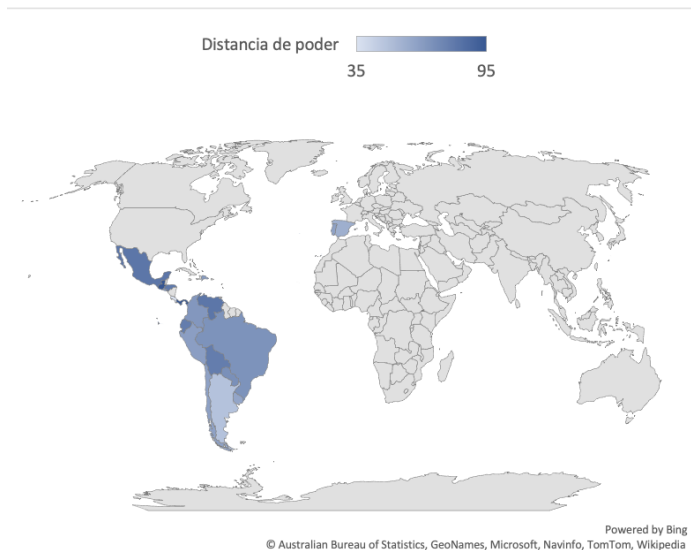 Distancia de poder
35 95
Powered by Bing
© Australian Bureau of Statistics, GeoNames, Microsoft, Navinfo, TomTom, Wikipedia